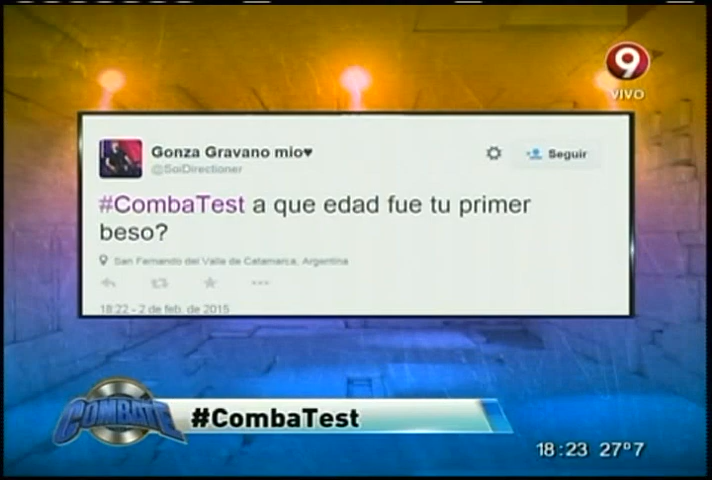 9
VIVO
Gonza Gravano mio♥
@SoiDirectioner
Seguir
#CombaTest a que edad fue tu primer
beso?
San Fernando del Valle de Catamarca, Argentina
18:22 - 2 de feb. de 2015
COMBATE
#CombaTest
18:23 27°7